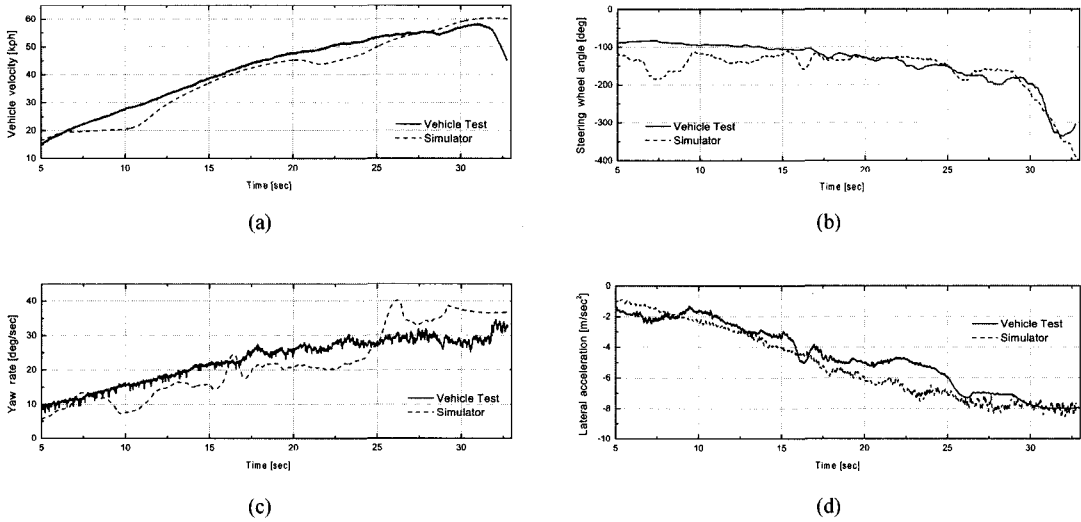 Vehicle velocity [kph]
60
50
40
30
20
10
Vehicle Test
Simulator
5 10 15 20 25 30
Time [sec]
(a)
Steering wheel angle [deg]
0
-100
-200
-300
-400
Vehicle Test
Simulator
5 10 15 20 25 30
Time [sec]
(b)
Yaw rate [deg/sec]
40
30
20
10
0
Vehicle Test
Simulator
5 10 15 20 25 30
Time [sec]
(c)
Lateral acceleration [m/sec²]
-0
-2
-4
-6
-8
-10
Vehicle Test
Simulator
5 10 15 20 25 30
Time [sec]
(d)